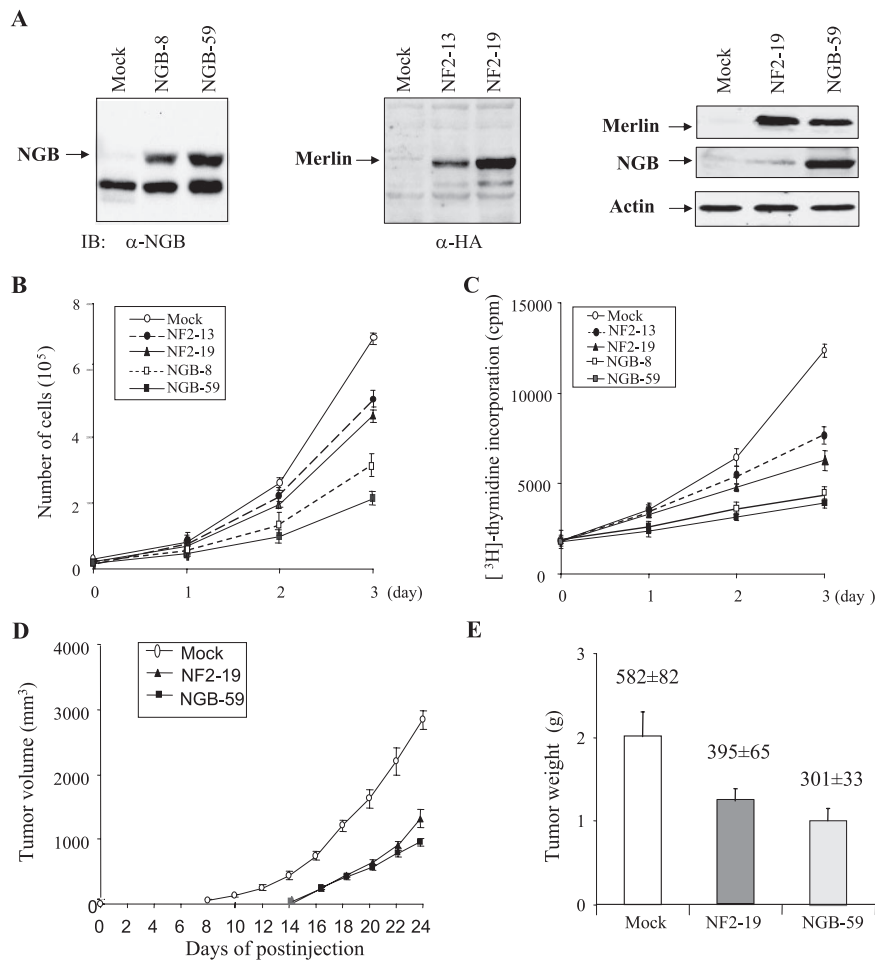 A
Mock
NGB-8
NGB-59
NGB
IB: α-NGB
Mock
NF2-13
NF2-19
Merlin
α-HA
Mock
NF2-19
NGB-59
Merlin
NGB
Actin
B
Number of cells (10⁵)
8
6
4
2
0
Mock
NF2-13
NF2-19
NGB-8
NGB-59
0 1 2 3 (day)
C
[ ³H]-thymidine incorporation (cpm)
15000
10000
5000
0
Mock
NF2-13
NF2-19
NGB-8
NGB-59
0 1 2 3 (day )
D
Tumor volume (mm³)
4000
3000
2000
1000
0
Mock
NF2-19
NGB-59
0 2 4 6 8 10 12 14 16 18 20 22 24
Days of postinjection
E
Tumor weight (g)
3
2
1
0
582±82
395±65
301±33
Mock NF2-19 NGB-59